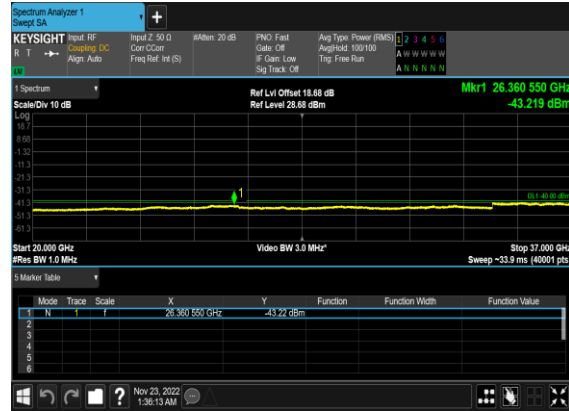 Spectrum Analyzer 1
Swept SA
+
KEYSIGHT Input: RF Input Z: 50 Ω #Atten: 20 dB PNO: Fast Avg Type: Power (RMS) 1 2 3 4 5 6
R T Coupling: DC Corr CCorr Gate: Off Avg|Hold: 100/100 A W W W W W
Align: Auto Freq Ref: Int (S) IF Gain: Low Trig: Free Run
Sig Track: Off A N N N N N
1 Spectrum Ref Lvl Offset 18.68 dB Mkr1 26.360 550 GHz
Scale/Div 10 dB Ref Level 28.68 dBm -43.219 dBm
Log
18.7
8.68
-1.32
-11.3
-21.3
-31.3
1
DL1 -40.00 dBm
-41.3
-51.3
-61.3
Start 20.000 GHz Video BW 3.0 MHz* Stop 37.000 GHz
#Res BW 1.0 MHz Sweep ~33.9 ms (40001 pts)
5 Marker Table
Mode Trace Scale X Y Function Function Width Function Value
1 N 1 f 26.360 550 GHz -43.22 dBm
2
3
4
5
6
? Nov 23, 2022
1:36:13 AM